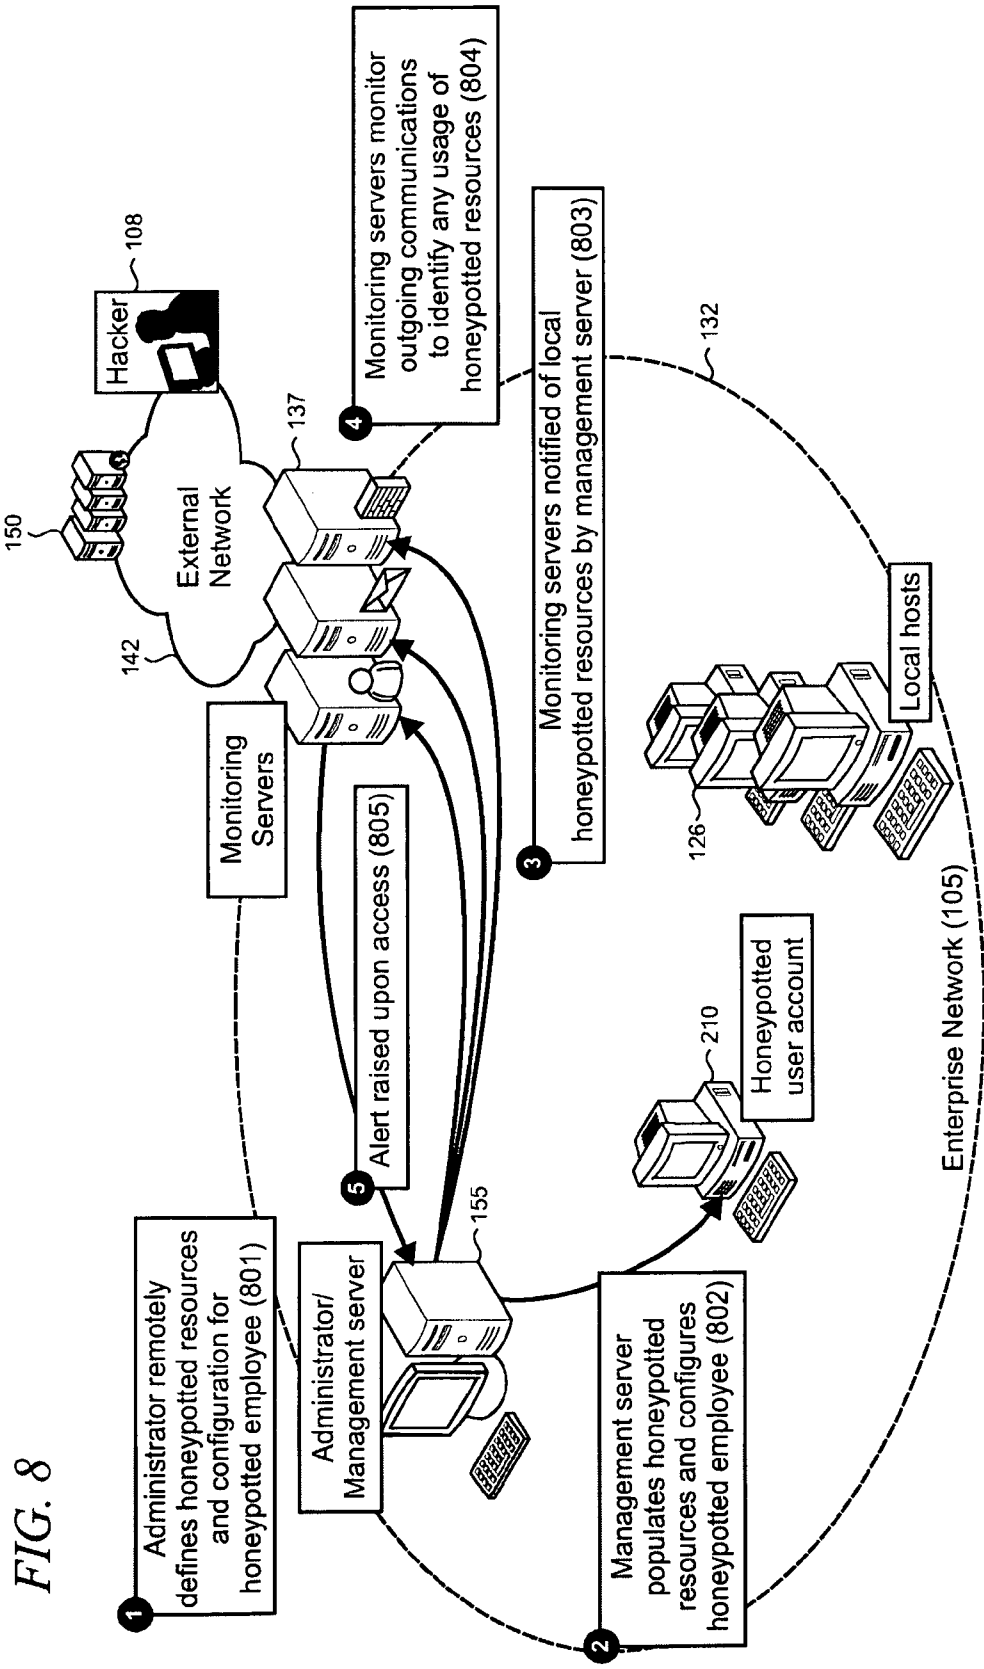 FIG. 8
1
Administrator remotely
defines honeypotted resources
and configuration for
honeypotted employee (801)
Administrator/
Management server
155
2
Management server
populates honeypotted
resources and configures
honeypotted employee (802)
5
Alert raised upon access (805)
Monitoring
Servers
142
150
External
Network
Hacker
108
137
4
Monitoring servers monitor
outgoing communications
to identify any usage of
honeypotted resources (804)
3
Monitoring servers notified of local
honeypotted resources by management server (803)
132
210
Honeypotted
user account
126
Local hosts
Enterprise Network (105)